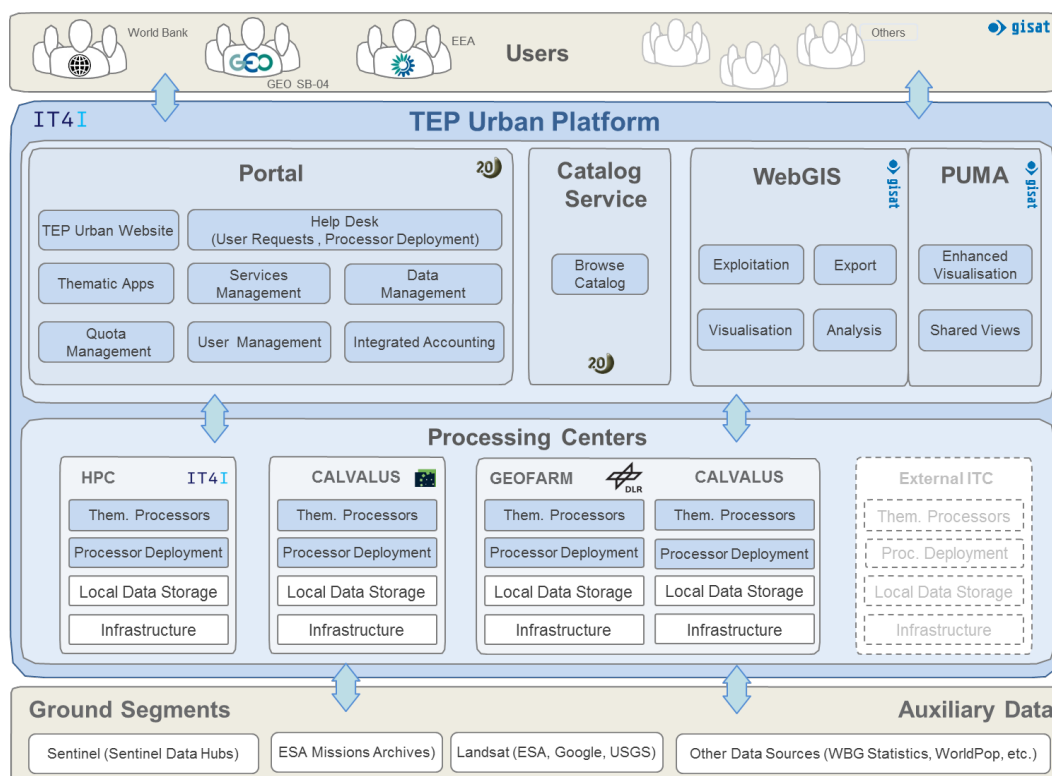 World Bank
GEO
GEO SB-04
EEA
Users
Others
gisat
IT4I
TEP Urban Platform
Portal
20
TEP Urban Website
Help Desk
(User Requests , Processor Deployment)
Thematic Apps
Services
Management
Data
Management
Quota
Management
User Management
Integrated Accounting
Catalog
Service
Browse
Catalog
20
WebGIS
gisat
Exploitation
Export
Visualisation
Analysis
PUMA
gisat
Enhanced
Visualisation
Shared Views
Processing Centers
HPC
IT4I
Them. Processors
Processor Deployment
Local Data Storage
Infrastructure
CALVALUS
Them. Processors
Processor Deployment
Local Data Storage
Infrastructure
GEOFARM
DLR
Them. Processors
Processor Deployment
Local Data Storage
Infrastructure
CALVALUS
Them. Processors
Processor Deployment
Local Data Storage
Infrastructure
External ITC
Them. Processors
Proc. Deployment
Local Data Storage
Infrastructure
Ground Segments
Auxiliary Data
Sentinel (Sentinel Data Hubs)
ESA Missions Archives)
Landsat (ESA, Google, USGS)
Other Data Sources (WBG Statistics, WorldPop, etc.)